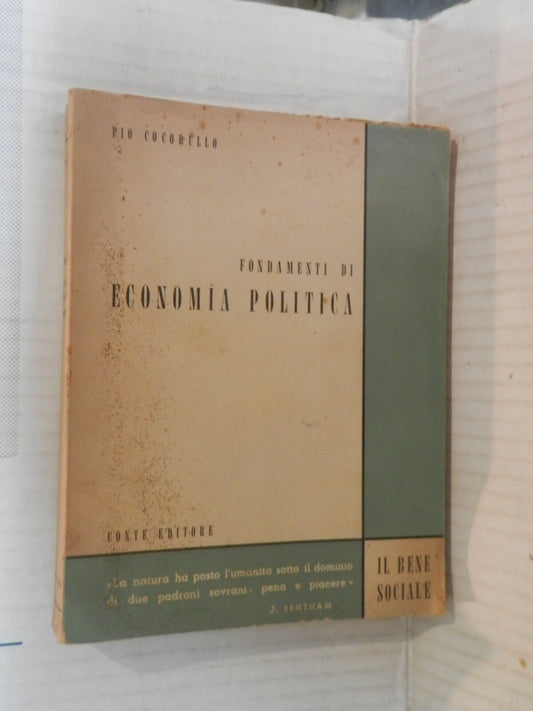 PIO COCORULLO
FONDAMENTI DI
ECONOMIA POLITICA
CONTE EDITORE
«La natura ha posto l'umanità sotto il dominio
di due padroni sovrani: pena e piacere»
J. BENTHAM
IL BENE
SOCIALE